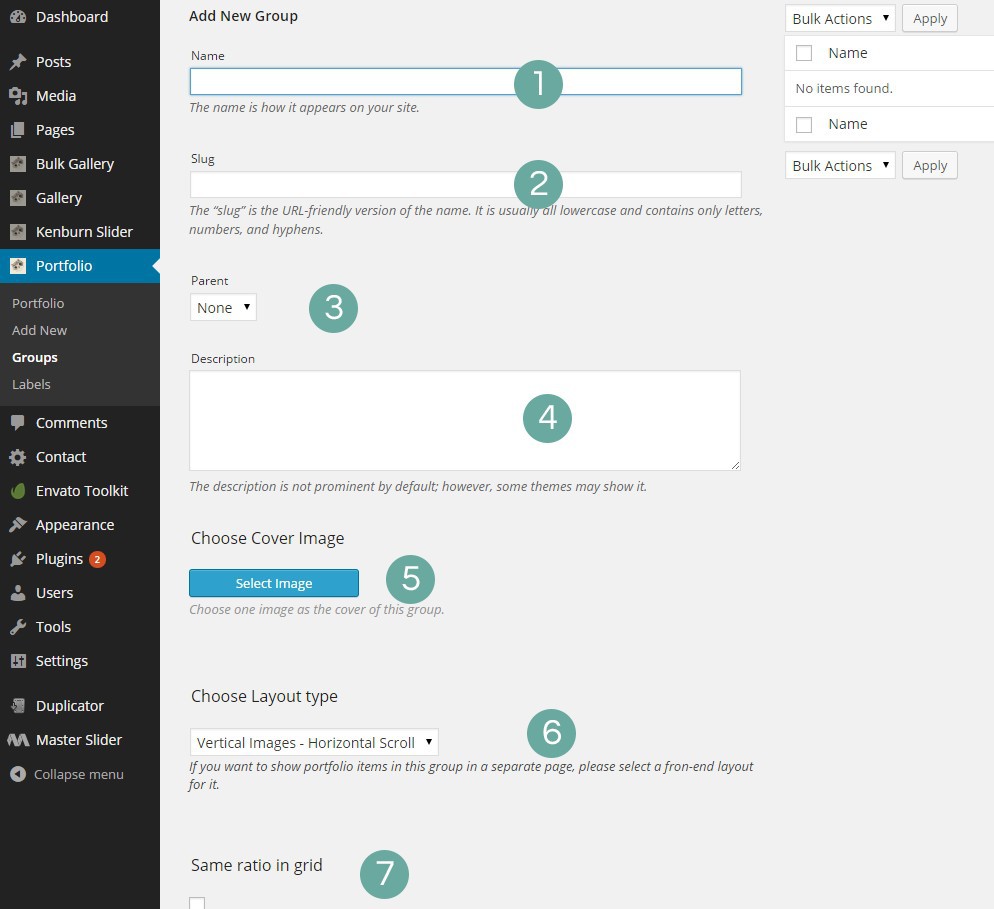 Dashboard
Posts
Media
Pages
Bulk Gallery
Gallery
Kenburn Slider
Portfolio
Portfolio
Add New
Groups
Labels
Comments
Contact
Envato Toolkit
Appearance
Plugins 2
Users
Tools
Settings
Duplicator
Master Slider
Collapse menu
Add New Group
Name
1
The name is how it appears on your site.
Slug
2
The “slug” is the URL-friendly version of the name. It is usually all lowercase and contains only letters,
numbers, and hyphens.
Parent
None
3
Description
4
The description is not prominent by default; however, some themes may show it.
Choose Cover Image
Select Image
5
Choose one image as the cover of this group.
Choose Layout type
Vertical Images - Horizontal Scroll
6
If you want to show portfolio items in this group in a separate page, please select a fron-end layout
for it.
Same ratio in grid
7
Bulk Actions
Apply
Name
No items found.
Name
Bulk Actions
Apply